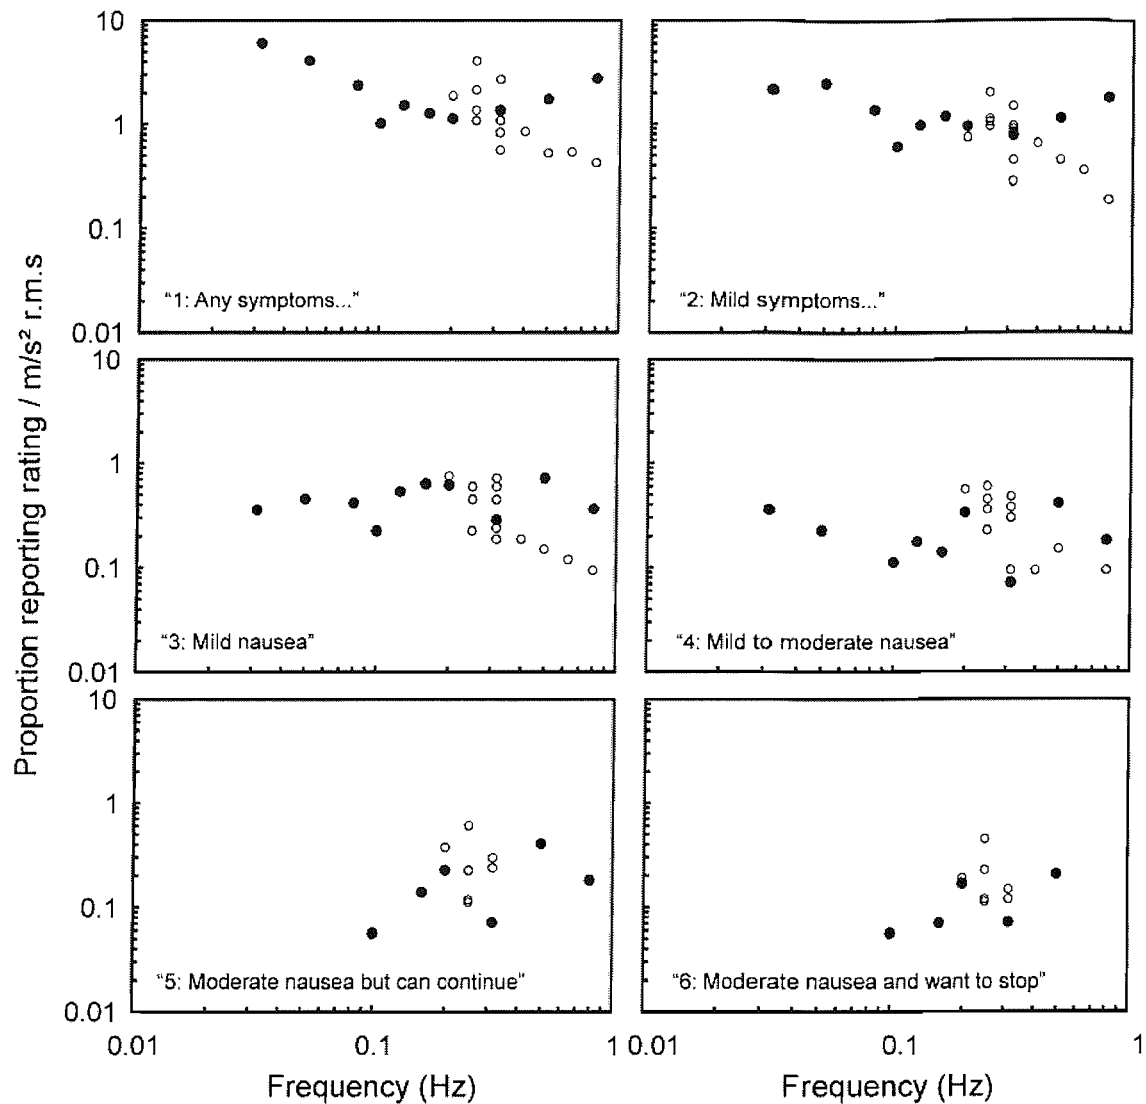 Proportion reporting rating / m/s² r.m.s
10
1
0.1
0.01
"1: Any symptoms..."
"2: Mild symptoms..."
10
1
0.1
0.01
"3: Mild nausea"
"4: Mild to moderate nausea"
10
1
0.1
0.01
"5: Moderate nausea but can continue"
"6: Moderate nausea and want to stop"
0.01 0.1 1 0.01 0.1 1
Frequency (Hz) Frequency (Hz)